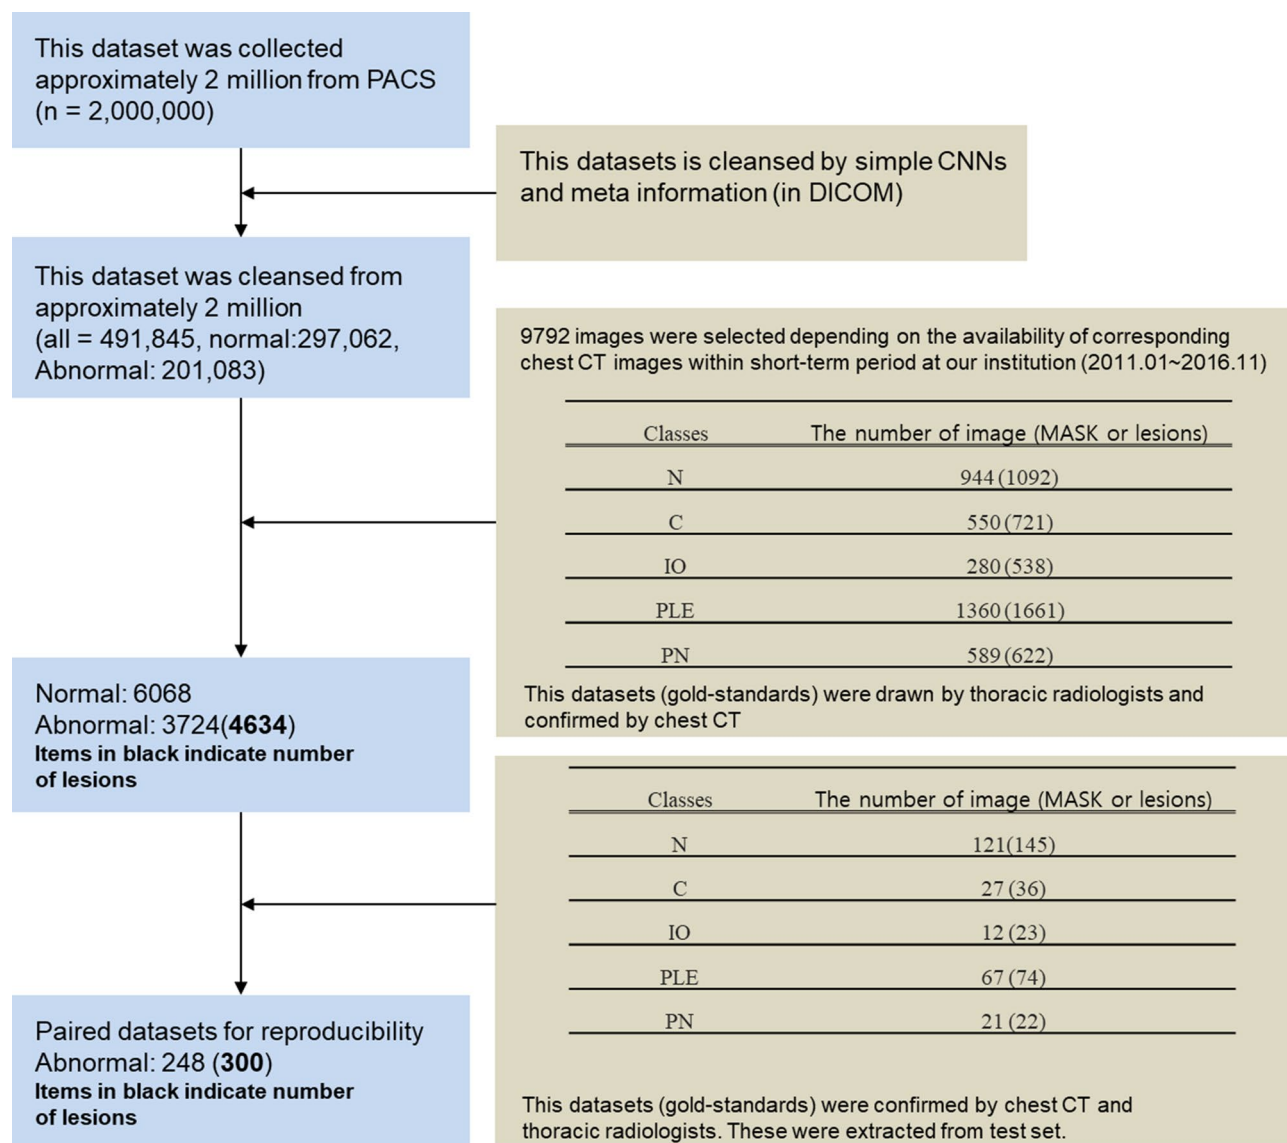 This dataset was collected
approximately 2 million from PACS
(n = 2,000,000)
This datasets is cleansed by simple CNNs
and meta information (in DICOM)
This dataset was cleansed from
approximately 2 million
(all = 491,845, normal:297,062,
Abnormal: 201,083)
9792 images were selected depending on the availability of corresponding
chest CT images within short-term period at our institution (2011.01~2016.11)
Classes The number of image (MASK or lesions)
N 944 (1092)
C 550 (721)
IO 280 (538)
PLE 1360 (1661)
PN 589 (622)
This datasets (gold-standards) were drawn by thoracic radiologists and
confirmed by chest CT
Normal: 6068
Abnormal: 3724(4634)
Items in black indicate number
of lesions
Classes The number of image (MASK or lesions)
N 121(145)
C 27 (36)
IO 12 (23)
PLE 67 (74)
PN 21 (22)
This datasets (gold-standards) were confirmed by chest CT and
thoracic radiologists. These were extracted from test set.
Paired datasets for reproducibility
Abnormal: 248 (300)
Items in black indicate number
of lesions